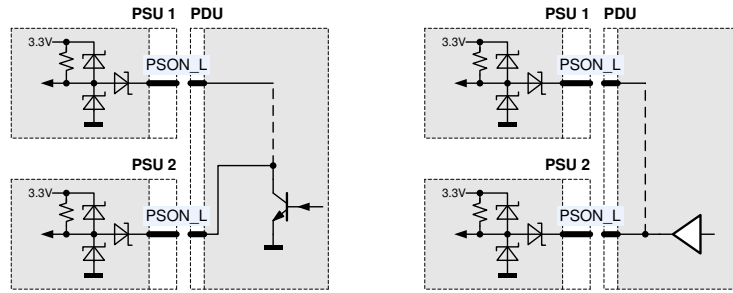 PSU 1 PDU
3.3V
PSON_L
PSU 2
3.3V
PSON_L
PSU 1 PDU
3.3V
PSON_L
PSU 2
3.3V
PSON_L